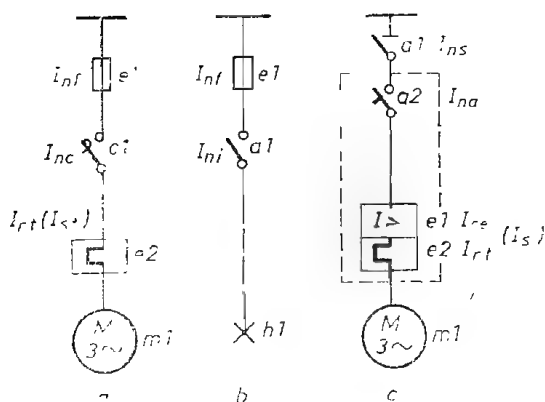 a1 I_ns
I_nf e1
I_nf e1
a2 I_na
I_nc c1
I_ni a1
I_rt (I_s)
e2
I> e1 I_re
e2 I_rt (I_s)
M
3~ m1
h1
M
3~ m1
a b c